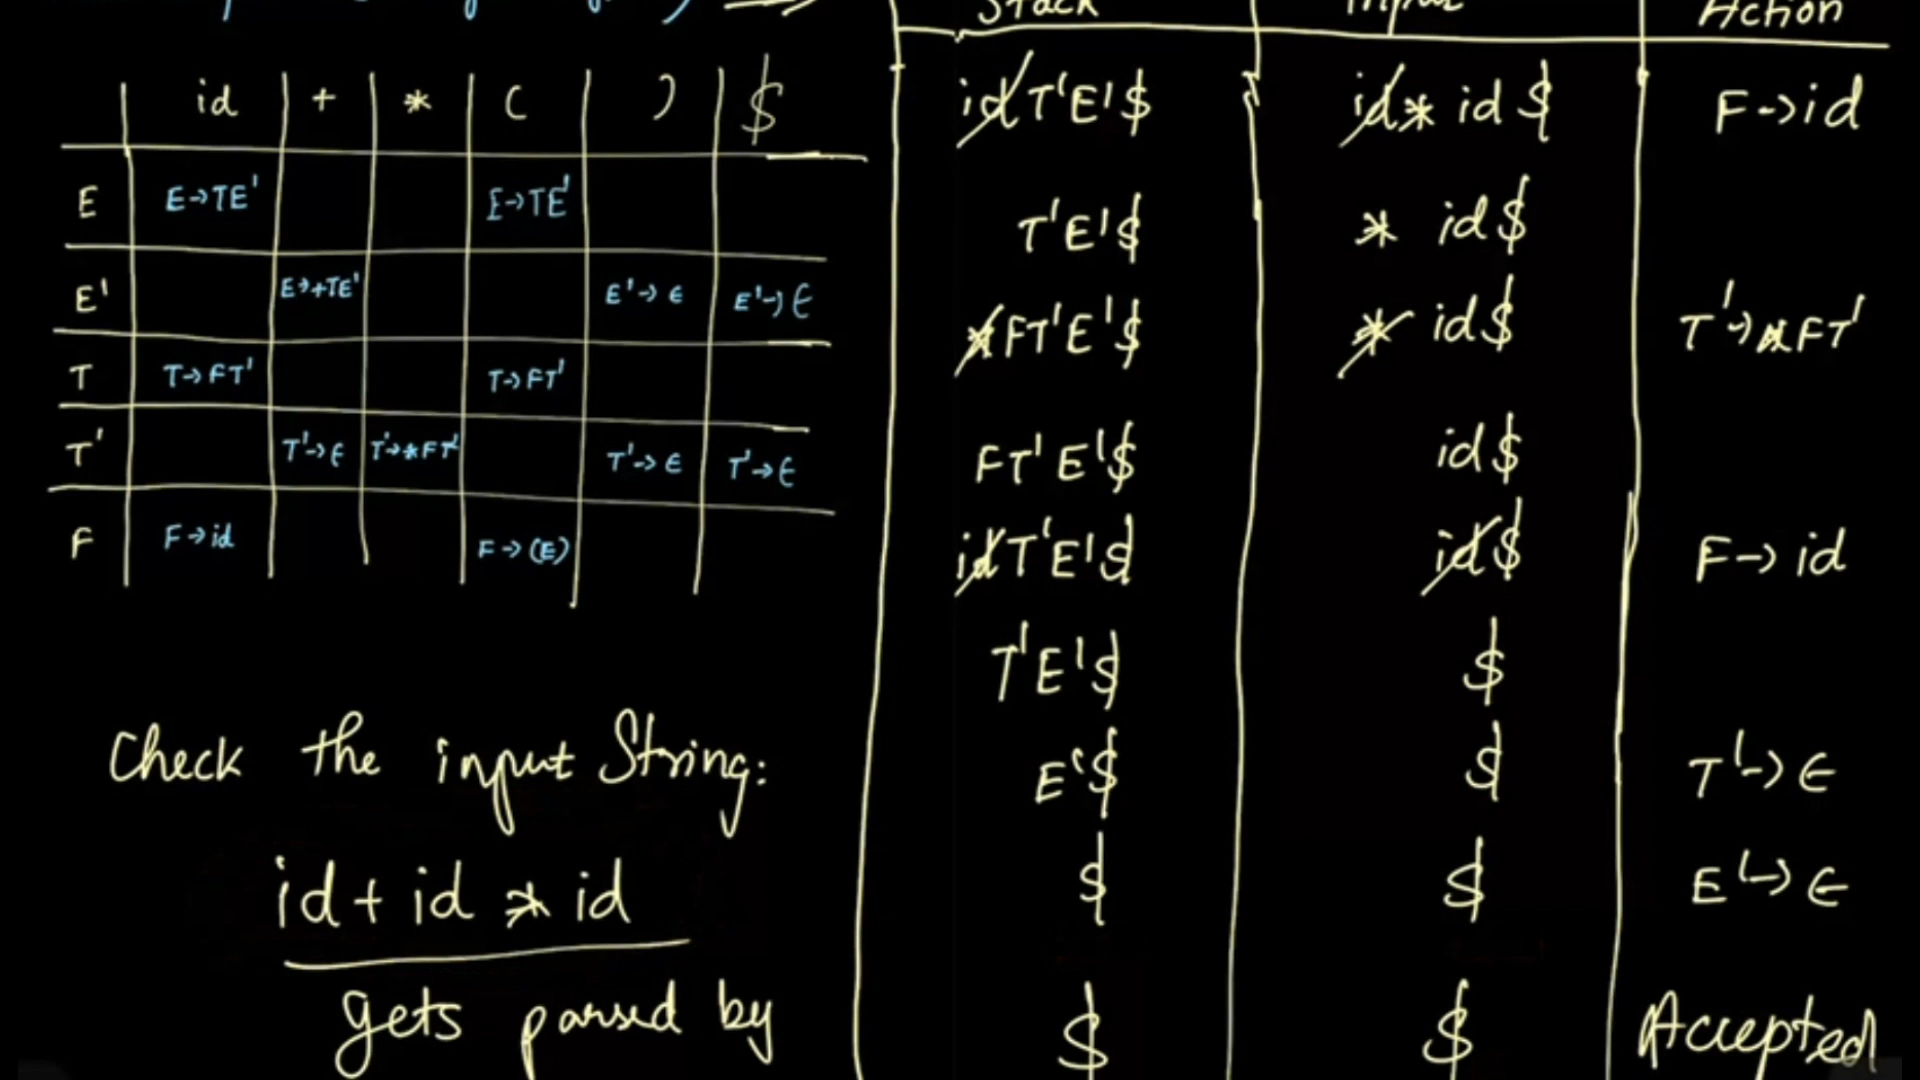 Stack Input Action
id + * ( ) $
E E→TE' E→TE'
E' E→+TE' E'→ϵ E'→ϵ
T T→FT' T→FT'
T' T'→ϵ T'→*FT' T'→ϵ T'→ϵ
F F→id F→(E)
Check the input String:
id + id * id
gets parsed by
idT'E'$ id * id $ F→id
T'E'$ * id $
*FT'E'$ * id $ T'→*FT'
FT'E'$ id $
idT'E'$ id $ F→id
T'E'$ $
E'$ $ T'→ϵ
$ $ E'→ϵ
$ $ Accepted